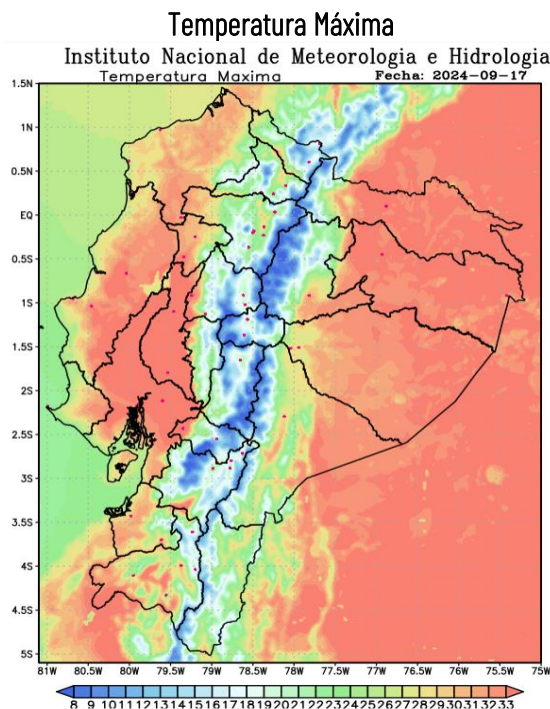 Temperatura Máxima
Instituto Nacional de Meteorologia e Hidrologia
Temperatura Maxima Fecha: 2024-09-17
1.5N
1N
0.5N
EQ
0.5S
1S
1.5S
2S
2.5S
3S
3.5S
4S
4.5S
5S
81W 80.5W 80W 79.5W 79W 78.5W 78W 77.5W 77W 76.5W 76W 75.5W 75W
8 9 10 11 12 13 14 15 16 17 18 19 20 21 22 23 24 25 26 27 28 29 30 31 32 33